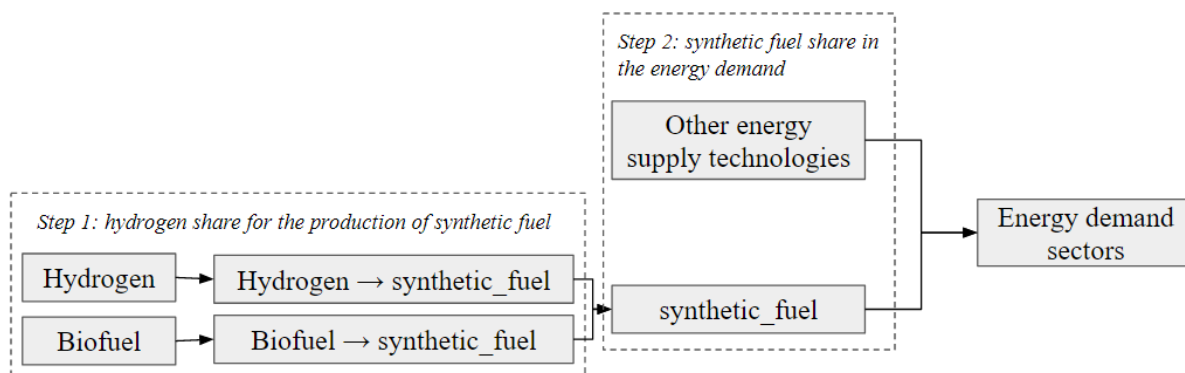 Step 2: synthetic fuel share in
the energy demand
Other energy
supply technologies
Energy demand
sectors
Step 1: hydrogen share for the production of synthetic fuel
Hydrogen
Hydrogen → synthetic_fuel
synthetic_fuel
Biofuel
Biofuel → synthetic_fuel